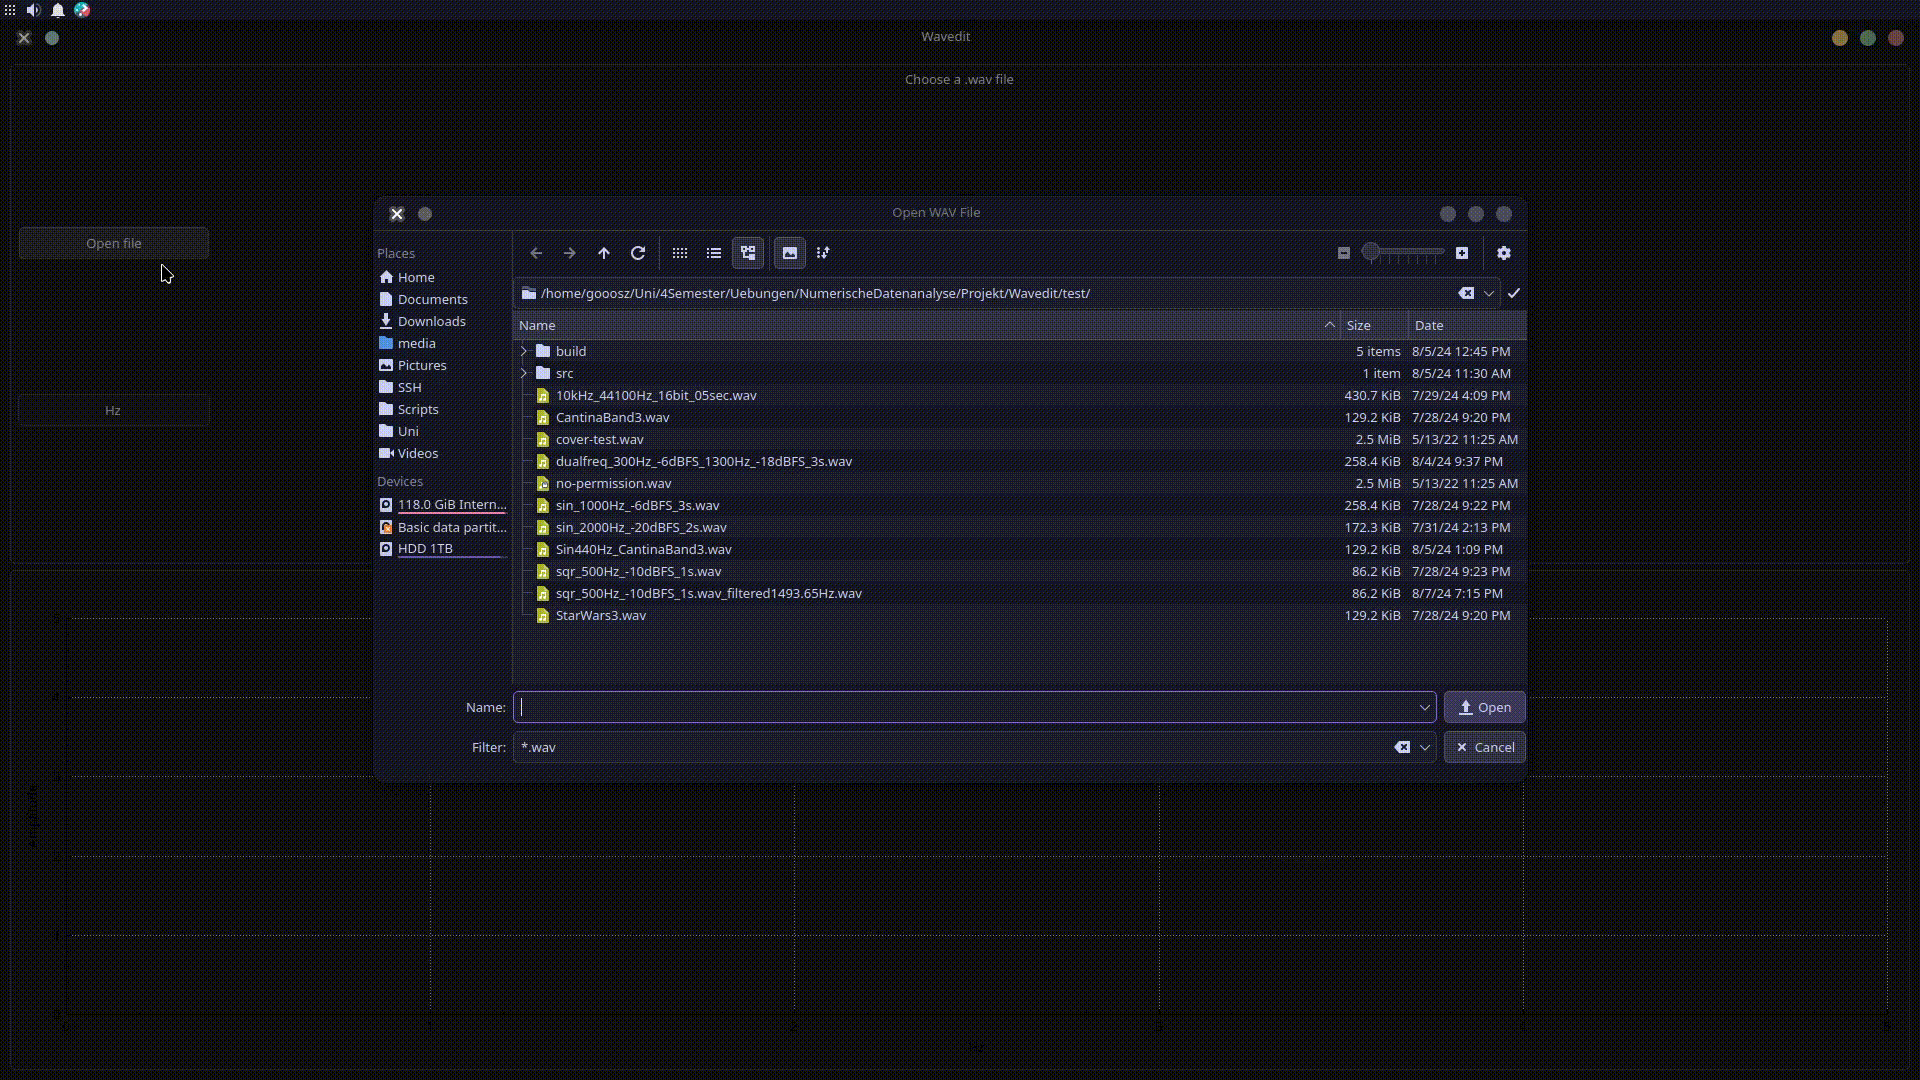 Wavedit
Choose a .wav file
Open file
Hz
Open WAV File
Places
Home
Documents
Downloads
media
Pictures
SSH
Scripts
Uni
Videos
Devices
118.0 GiB Intern...
Basic data partit...
HDD 1TB
/home/gooosz/Uni/4Semester/Uebungen/NumerischeDatenanalyse/Projekt/Wavedit/test/
Name Size Date
build 5 items 8/5/24 12:45 PM
src 1 item 8/5/24 11:30 AM
10kHz_44100Hz_16bit_05sec.wav 430.7 KiB 7/29/24 4:09 PM
CantinaBand3.wav 129.2 KiB 7/28/24 9:20 PM
cover-test.wav 2.5 MiB 5/13/22 11:25 AM
dualfreq_300Hz_-6dBFS_1300Hz_-18dBFS_3s.wav 258.4 KiB 8/4/24 9:37 PM
no-permission.wav 2.5 MiB 5/13/22 11:25 AM
sin_1000Hz_-6dBFS_3s.wav 258.4 KiB 7/28/24 9:22 PM
sin_2000Hz_-20dBFS_2s.wav 172.3 KiB 7/31/24 2:13 PM
Sin440Hz_CantinaBand3.wav 129.2 KiB 8/5/24 1:09 PM
sqr_500Hz_-10dBFS_1s.wav 86.2 KiB 7/28/24 9:23 PM
sqr_500Hz_-10dBFS_1s.wav_filtered1493.65Hz.wav 86.2 KiB 8/7/24 7:15 PM
StarWars3.wav 129.2 KiB 7/28/24 9:20 PM
Name:
Open
Filter: *.wav
Cancel
Amplitude